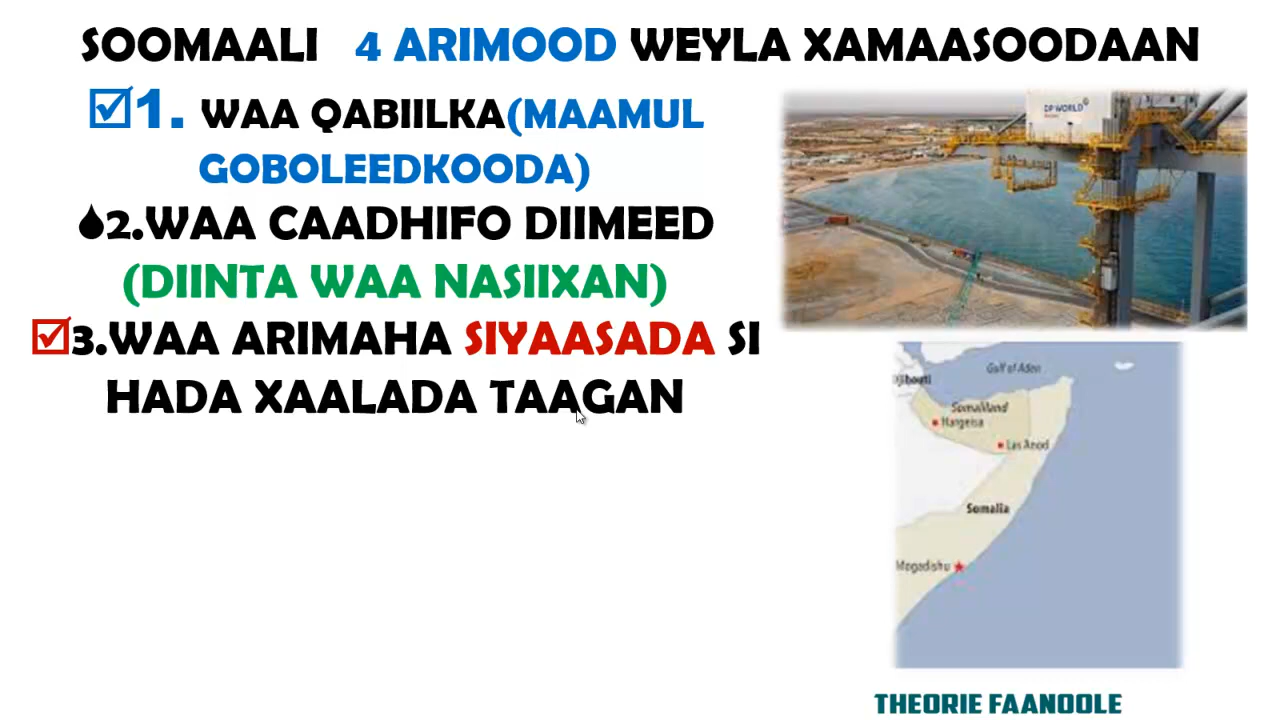 SOOMAALI 4 ARIMOOD WEYLA XAMAASOODAAN
1. WAA QABIILKA(MAAMUL
GOBOLEEDKOODA)
2.WAA CAADHIFO DIIMEED
(DIINTA WAA NASIIXAN)
3.WAA ARIMAHA SIYAASADA SI
HADA XAALADA TAAGAN
DP WORLD
Gulf of Aden
Djibouti
Somaliland
Hargeisa
Las Anod
Somalia
Mogadishu
THEORIE FAANOOLE